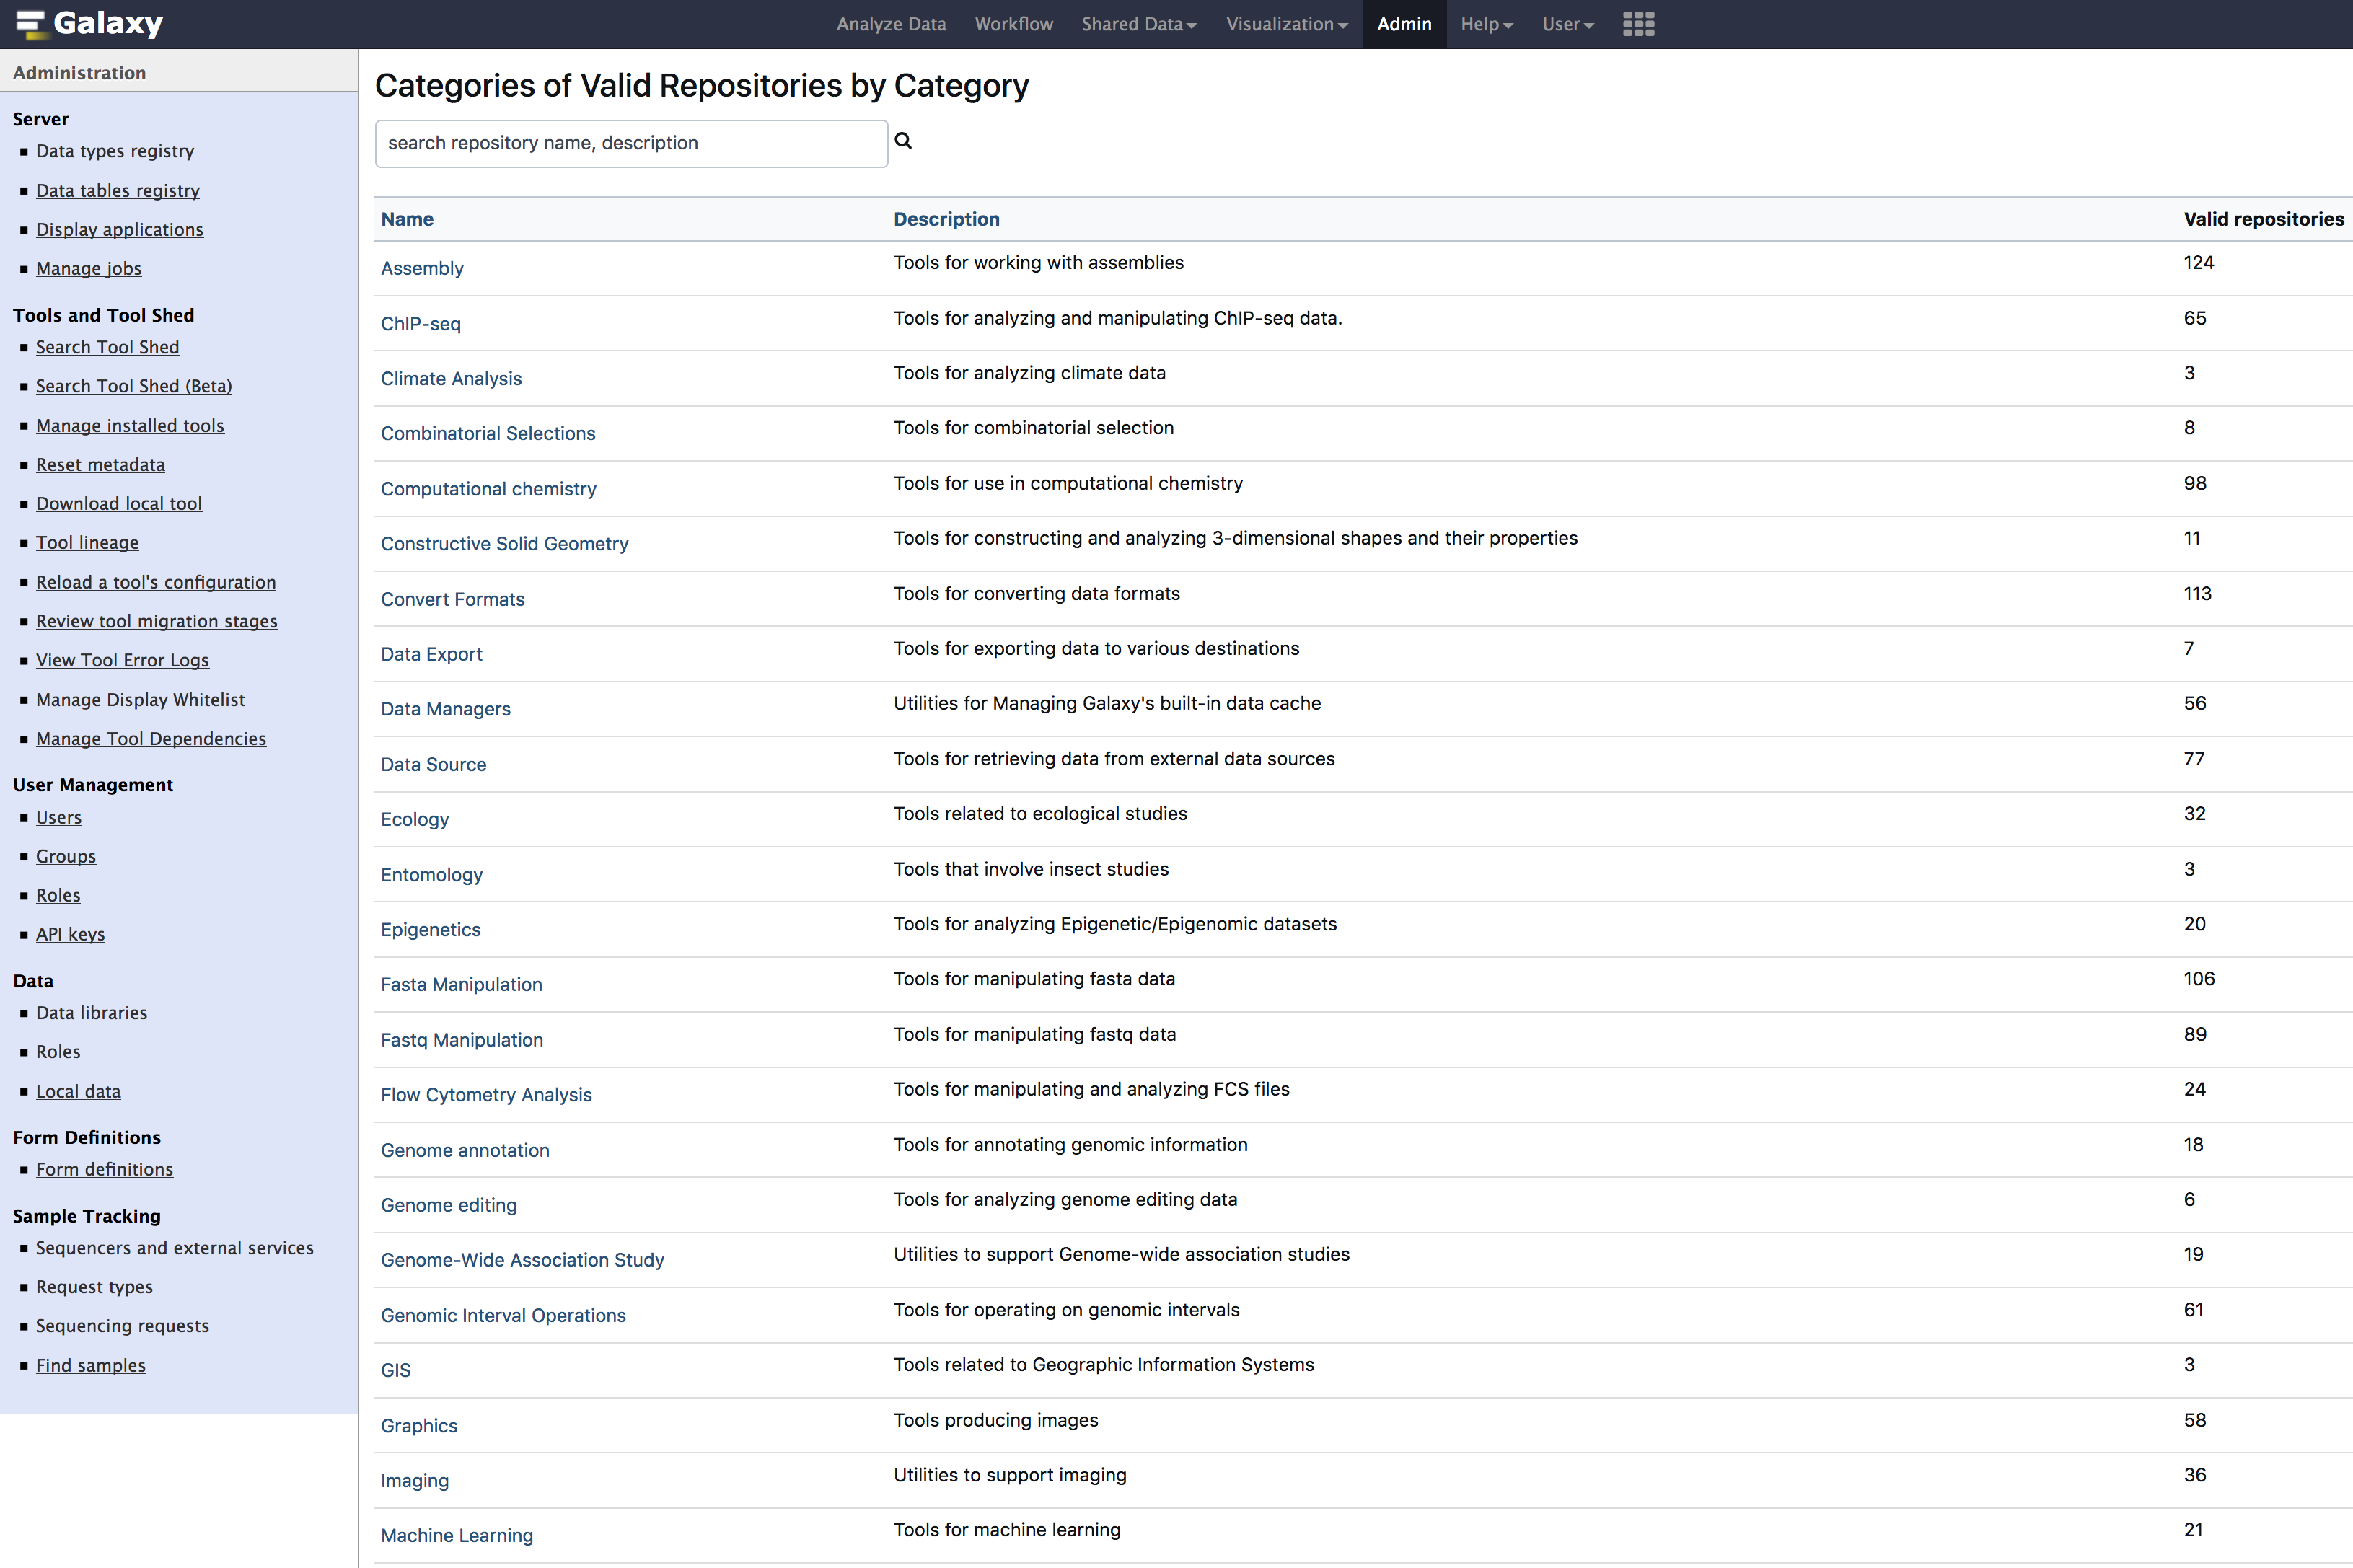 Galaxy
Analyze Data Workflow Shared Data Visualization Admin Help User
Administration
Server
Data types registry
Data tables registry
Display applications
Manage jobs
Tools and Tool Shed
Search Tool Shed
Search Tool Shed (Beta)
Manage installed tools
Reset metadata
Download local tool
Tool lineage
Reload a tool's configuration
Review tool migration stages
View Tool Error Logs
Manage Display Whitelist
Manage Tool Dependencies
User Management
Users
Groups
Roles
API keys
Data
Data libraries
Roles
Local data
Form Definitions
Form definitions
Sample Tracking
Sequencers and external services
Request types
Sequencing requests
Find samples
Categories of Valid Repositories by Category
search repository name, description
Name Description Valid repositories
Assembly Tools for working with assemblies 124
ChIP-seq Tools for analyzing and manipulating ChIP-seq data. 65
Climate Analysis Tools for analyzing climate data 3
Combinatorial Selections Tools for combinatorial selection 8
Computational chemistry Tools for use in computational chemistry 98
Constructive Solid Geometry Tools for constructing and analyzing 3-dimensional shapes and their properties 11
Convert Formats Tools for converting data formats 113
Data Export Tools for exporting data to various destinations 7
Data Managers Utilities for Managing Galaxy's built-in data cache 56
Data Source Tools for retrieving data from external data sources 77
Ecology Tools related to ecological studies 32
Entomology Tools that involve insect studies 3
Epigenetics Tools for analyzing Epigenetic/Epigenomic datasets 20
Fasta Manipulation Tools for manipulating fasta data 106
Fastq Manipulation Tools for manipulating fastq data 89
Flow Cytometry Analysis Tools for manipulating and analyzing FCS files 24
Genome annotation Tools for annotating genomic information 18
Genome editing Tools for analyzing genome editing data 6
Genome-Wide Association Study Utilities to support Genome-wide association studies 19
Genomic Interval Operations Tools for operating on genomic intervals 61
GIS Tools related to Geographic Information Systems 3
Graphics Tools producing images 58
Imaging Utilities to support imaging 36
Machine Learning Tools for machine learning 21